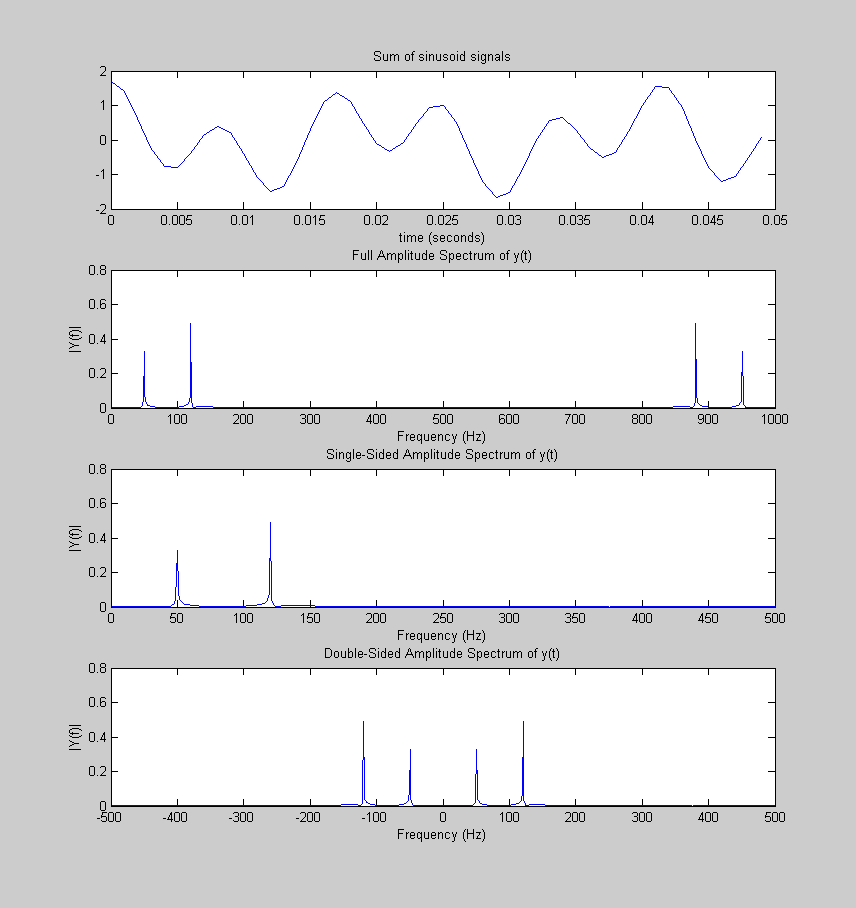 Sum of sinusoid signals
2
1
0
-1
-2
0 0.005 0.01 0.015 0.02 0.025 0.03 0.035 0.04 0.045 0.05
time (seconds)
Full Amplitude Spectrum of y(t)
0.8
0.6
0.4
0.2
0
|Y(f)|
0 100 200 300 400 500 600 700 800 900 1000
Frequency (Hz)
Single-Sided Amplitude Spectrum of y(t)
0.8
0.6
0.4
0.2
0
|Y(f)|
0 50 100 150 200 250 300 350 400 450 500
Frequency (Hz)
Double-Sided Amplitude Spectrum of y(t)
0.8
0.6
0.4
0.2
0
|Y(f)|
-500 -400 -300 -200 -100 0 100 200 300 400 500
Frequency (Hz)